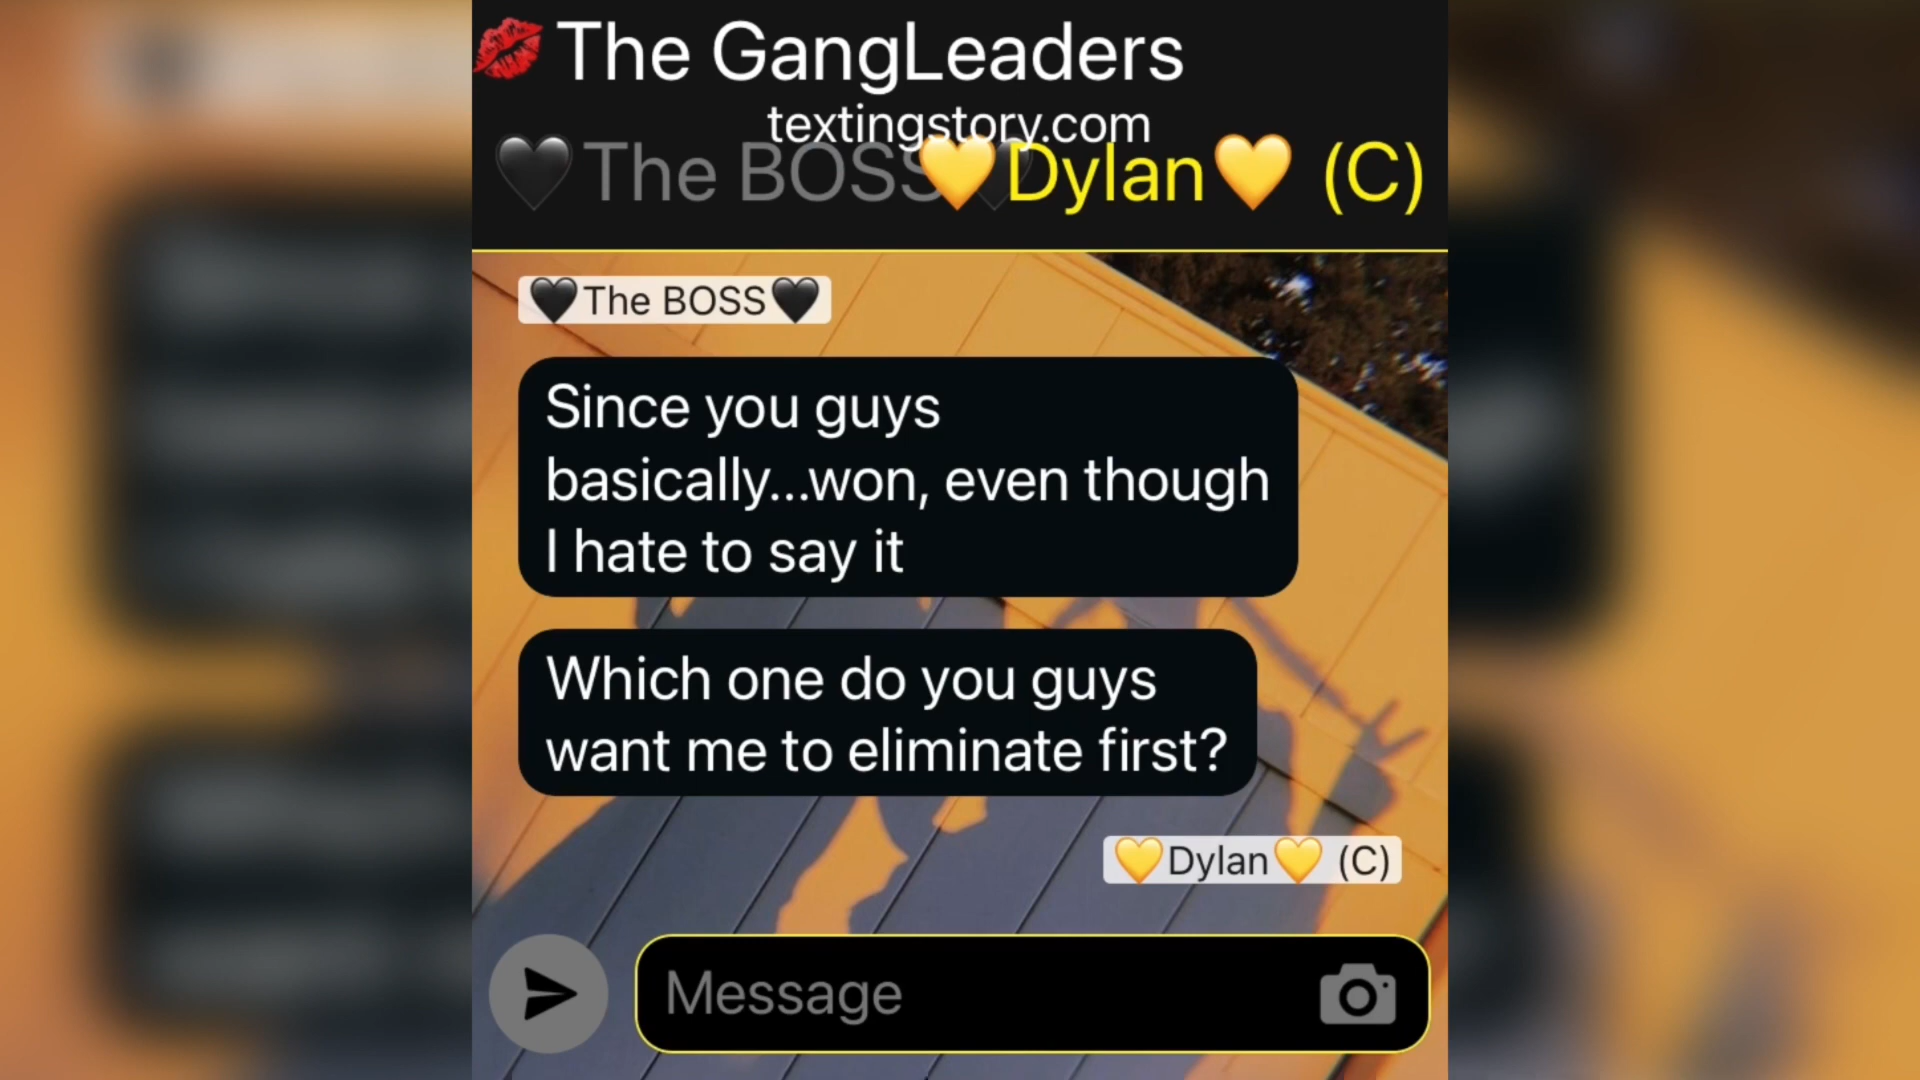 💋The GangLeaders
textingstory.com
🖤The BOSS🖤
💛Dylan💛 (C)
🖤The BOSS🖤
Since you guys
basically...won, even though
I hate to say it
Which one do you guys
want me to eliminate first?
💛Dylan💛 (C)
Message